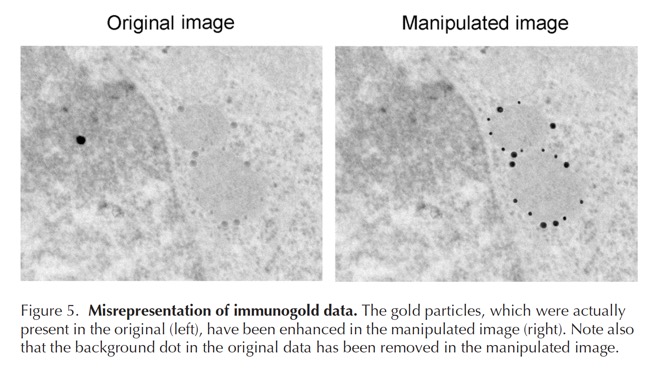 Original image
Manipulated image
Figure 5. Misrepresentation of immunogold data. The gold particles, which were actually
present in the original (left), have been enhanced in the manipulated image (right). Note also
that the background dot in the original data has been removed in the manipulated image.